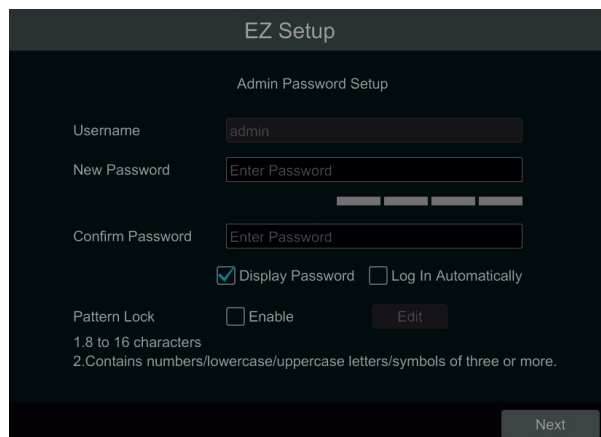 EZ Setup
Admin Password Setup
Username admin
New Password Enter Password
Confirm Password Enter Password
Display Password Log In Automatically
Pattern Lock Enable Edit
1.8 to 16 characters
2.Contains numbers/lowercase/uppercase letters/symbols of three or more.
Next